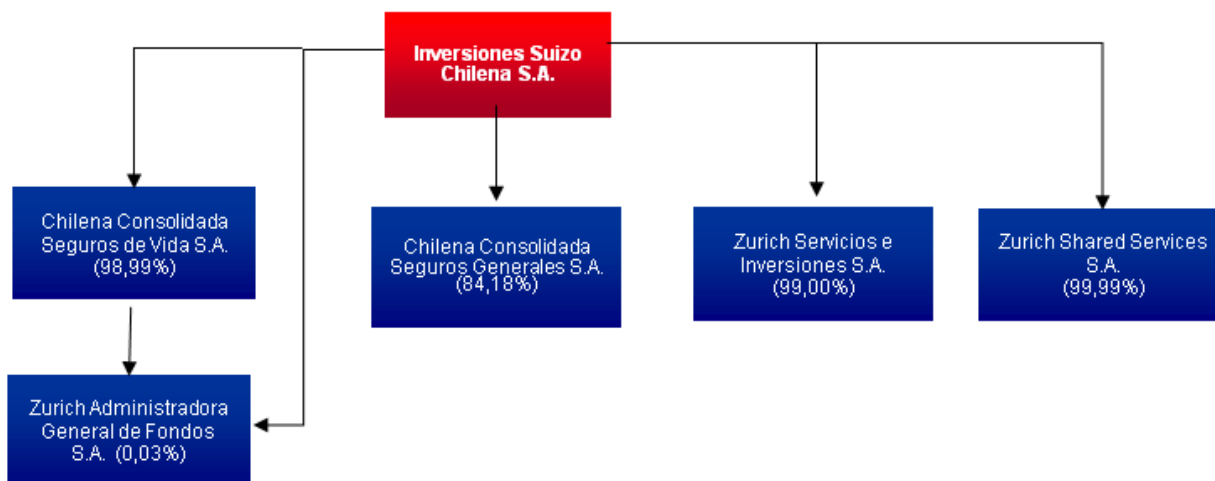 Inversiones Suizo
Chilena S.A.
Chilena Consolidada
Seguros de Vida S.A.
(98,99%)
Chilena Consolidada
Seguros Generales S.A.
(84,18%)
Zurich Servicios e
Inversiones S.A.
(99,00%)
Zurich Shared Services
S.A.
(99,99%)
Zurich Administradora
General de Fondos
S.A. (0,03%)